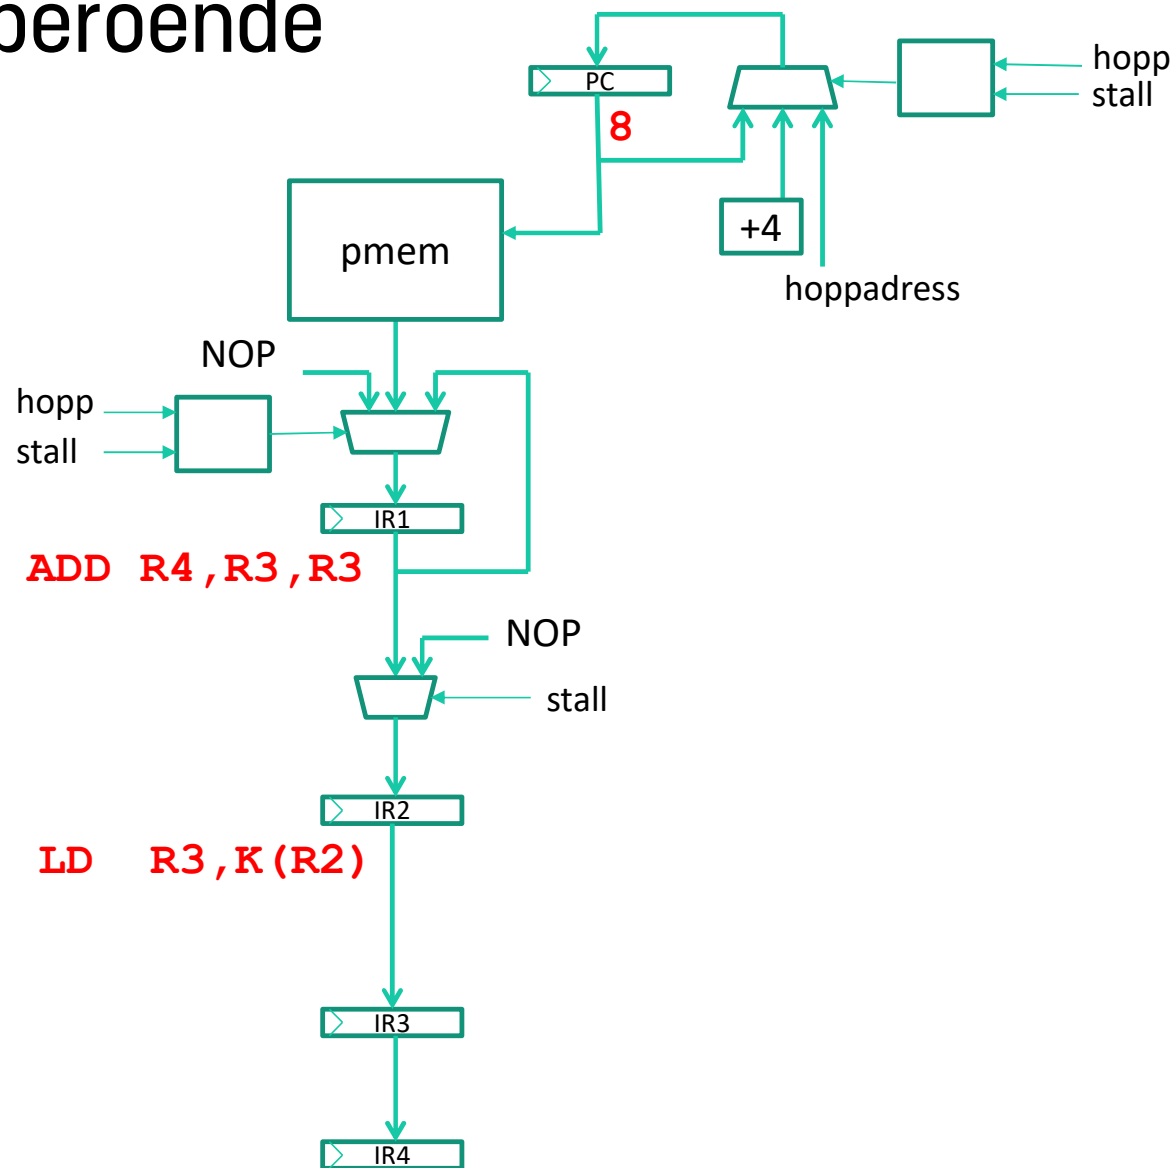 beroende
hopp
stall
PC
8
+4
hoppadress
pmem
NOP
hopp
stall
IR1
ADD R4,R3,R3
NOP
stall
IR2
LD R3,K(R2)
IR3
IR4